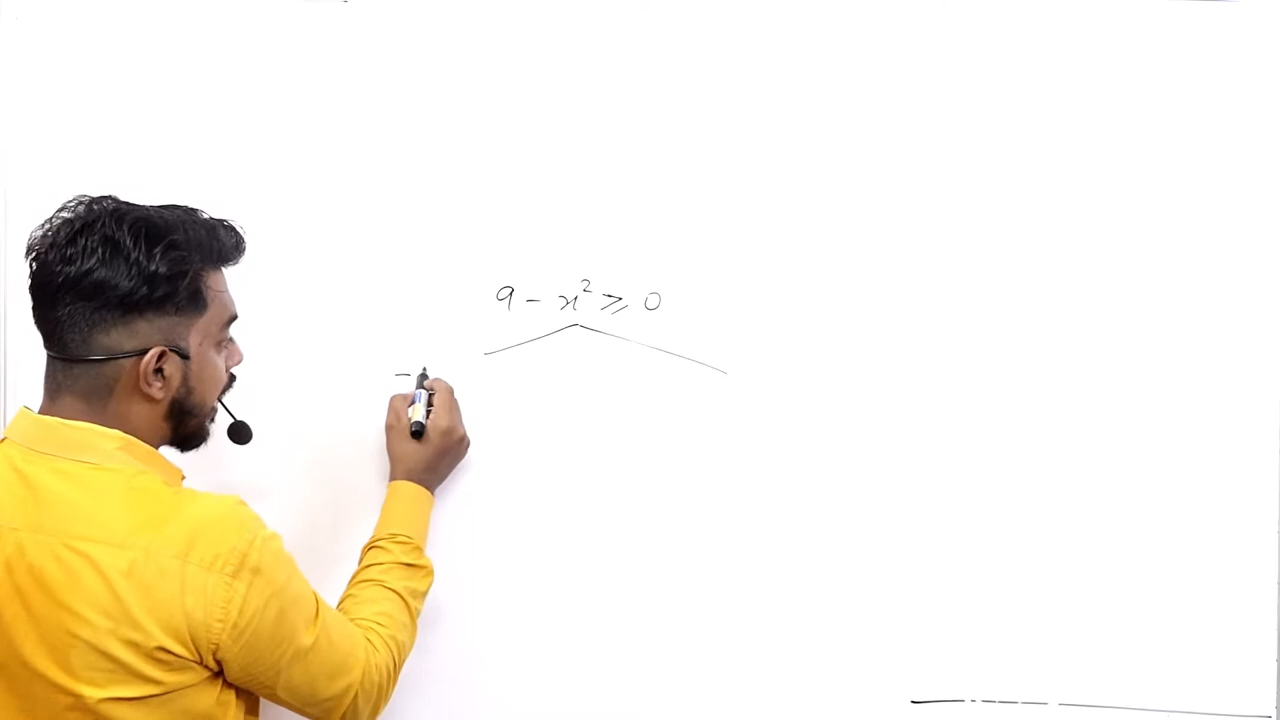 9 - x² ⩾ 0
-